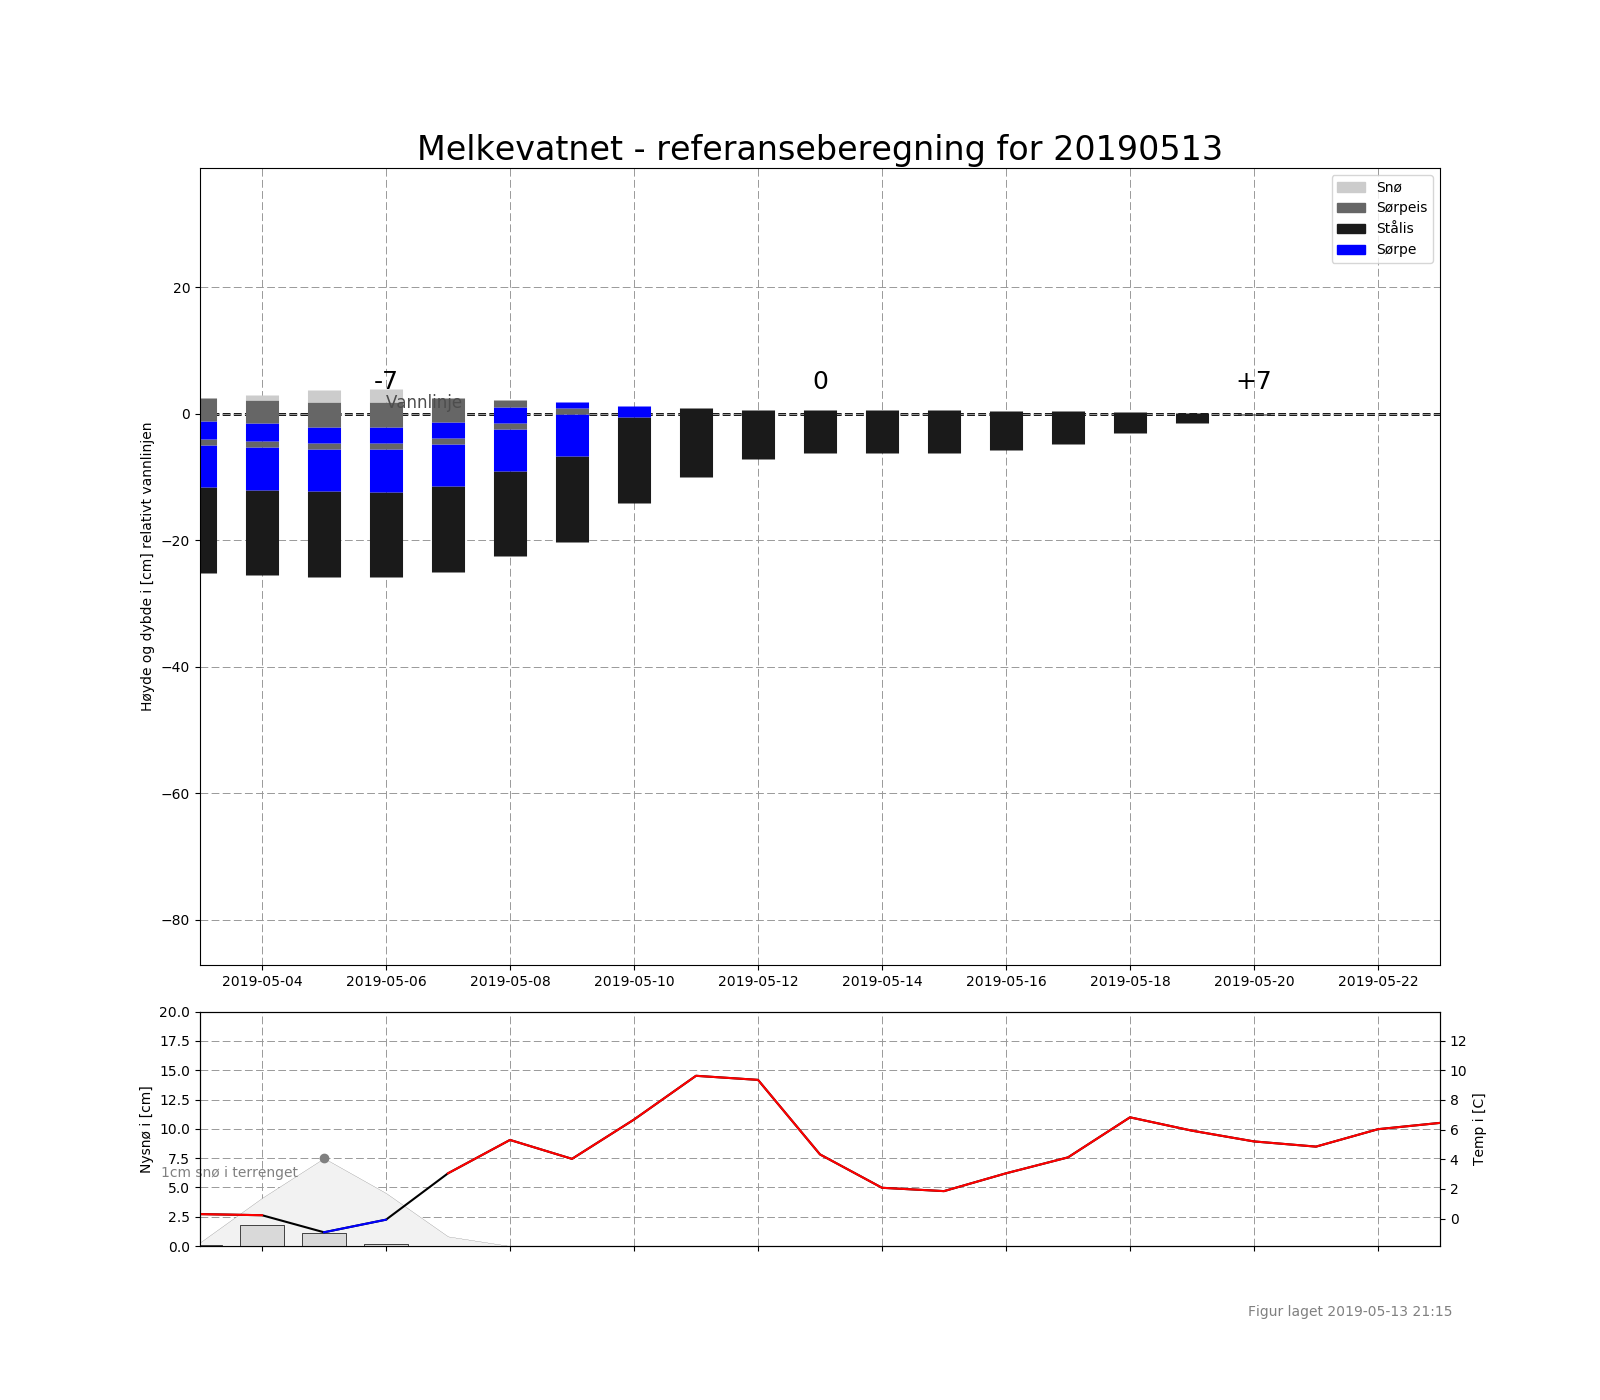 Melkevatnet - referanseberegning for 20190513
Snø
Sørpeis
Stålis
Sørpe
Høyde og dybde i [cm] relativt vannlinjen
20
0
−20
−40
−60
−80
-7
0
+7
Vannlinje
2019-05-04 2019-05-06 2019-05-08 2019-05-10 2019-05-12 2019-05-14 2019-05-16 2019-05-18 2019-05-20 2019-05-22
Nysnø i [cm]
20.0
17.5
15.0
12.5
10.0
7.5
5.0
2.5
0.0
1cm snø i terrenget
12
10
8
6
4
2
0
Temp i [C]
Figur laget 2019-05-13 21:15